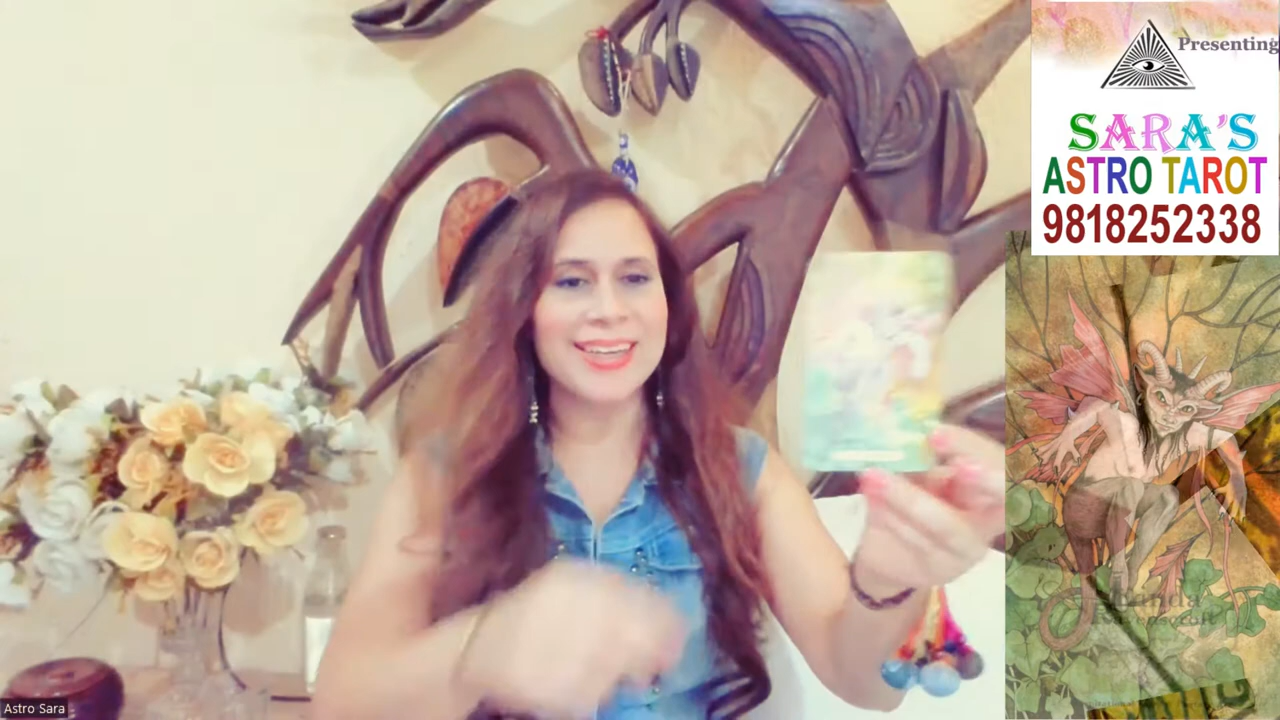 Presenting
SARA'S
ASTRO TAROT
9818252338
Astro Sara